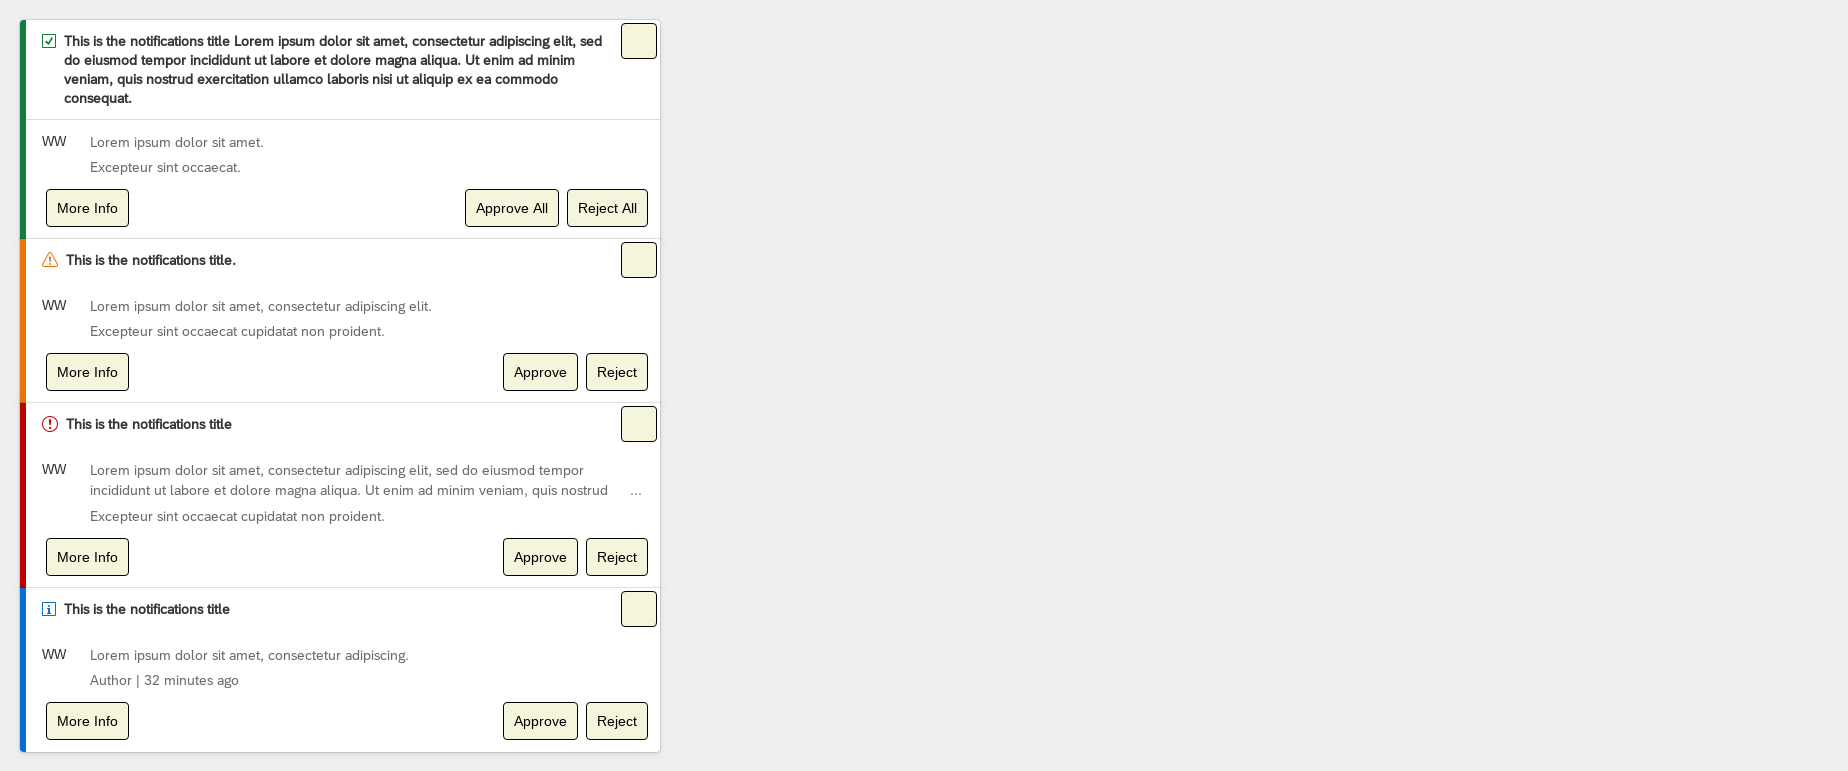 This is the notifications title Lorem ipsum dolor sit amet, consectetur adipiscing elit, sed
do eiusmod tempor incididunt ut labore et dolore magna aliqua. Ut enim ad minim
veniam, quis nostrud exercitation ullamco laboris nisi ut aliquip ex ea commodo
consequat.
WW
Lorem ipsum dolor sit amet.
Excepteur sint occaecat.
More Info
Approve All
Reject All
This is the notifications title.
WW
Lorem ipsum dolor sit amet, consectetur adipiscing elit.
Excepteur sint occaecat cupidatat non proident.
More Info
Approve
Reject
This is the notifications title
WW
Lorem ipsum dolor sit amet, consectetur adipiscing elit, sed do eiusmod tempor
incididunt ut labore et dolore magna aliqua. Ut enim ad minim veniam, quis nostrud ...
Excepteur sint occaecat cupidatat non proident.
More Info
Approve
Reject
This is the notifications title
WW
Lorem ipsum dolor sit amet, consectetur adipiscing.
Author | 32 minutes ago
More Info
Approve
Reject